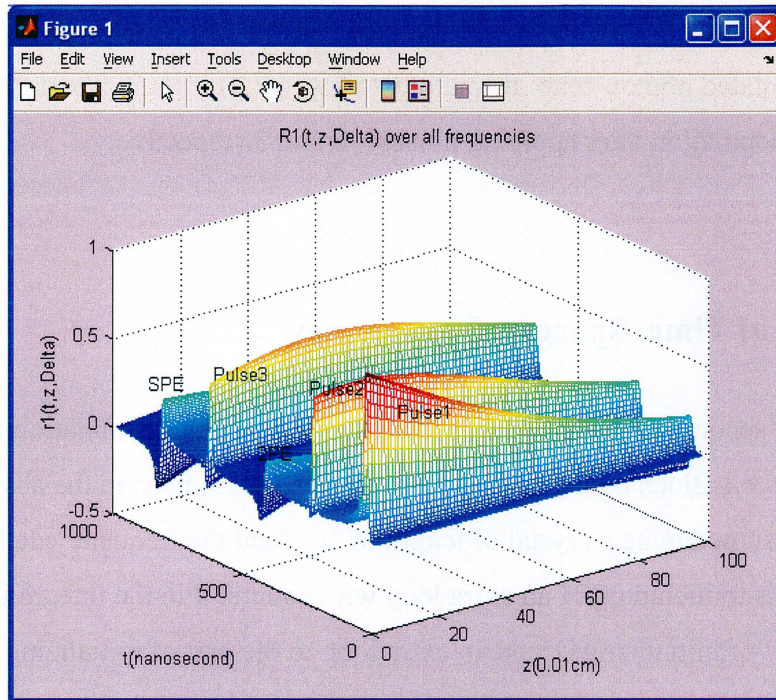 Figure 1
File Edit View Insert Tools Desktop Window Help
R1(t,z,Delta) over all frequencies
1
0.5
0
-0.5
r1(t,z,Delta)
SPE
Pulse3
Pulse2
Pulse1
2PE
1000
500
0
t(nanosecond)
0
20
40
60
80
100
z(0.01cm)